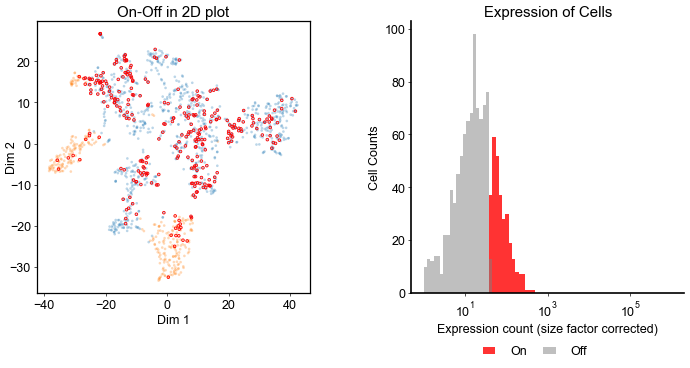 On-Off in 2D plot
20
10
0
−10
−20
−30
−40
−20
0
20
40
Dim 2
Dim 1
Expression of Cells
100
80
60
40
20
0
10^1
10^3
10^5
Cell Counts
Expression count (size factor corrected)
On
Off